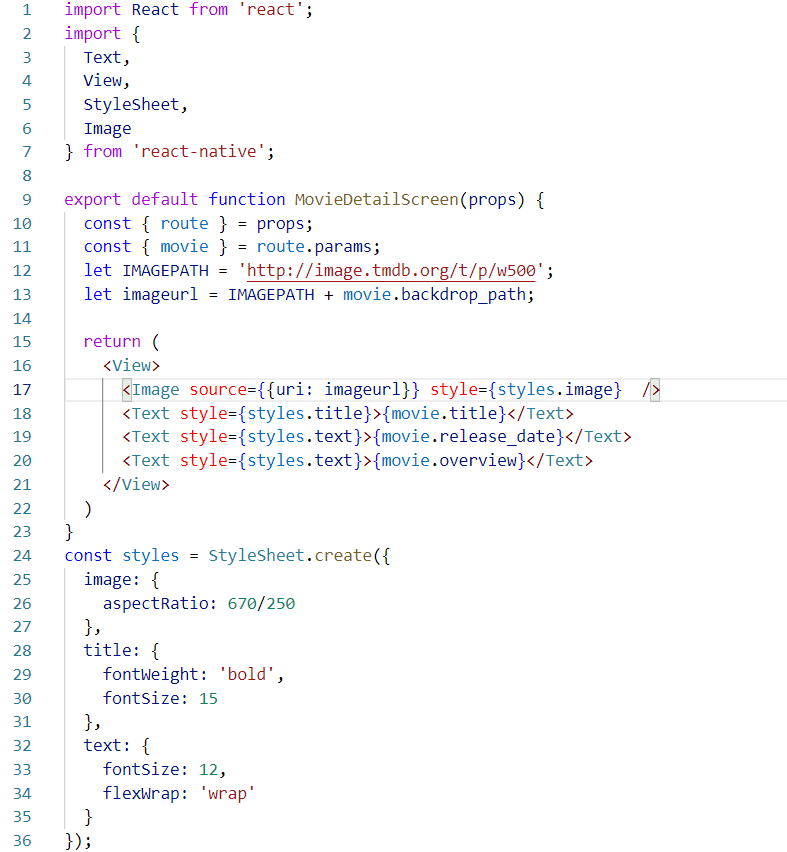 1 import React from 'react';
2 import {
3   Text,
4   View,
5   StyleSheet,
6   Image
7 } from 'react-native';
8
9 export default function MovieDetailScreen(props) {
10   const { route } = props;
11   const { movie } = route.params;
12   let IMAGEPATH = 'http://image.tmdb.org/t/p/w500';
13   let imageurl = IMAGEPATH + movie.backdrop_path;
14
15   return (
16     <View>
17       <Image source={{uri: imageurl}} style={styles.image}  />
18       <Text style={styles.title}>{movie.title}</Text>
19       <Text style={styles.text}>{movie.release_date}</Text>
20       <Text style={styles.text}>{movie.overview}</Text>
21     </View>
22   )
23 }
24 const styles = StyleSheet.create({
25   image: {
26     aspectRatio: 670/250
27   },
28   title: {
29     fontWeight: 'bold',
30     fontSize: 15
31   },
32   text: {
33     fontSize: 12,
34     flexWrap: 'wrap'
35   }
36 });